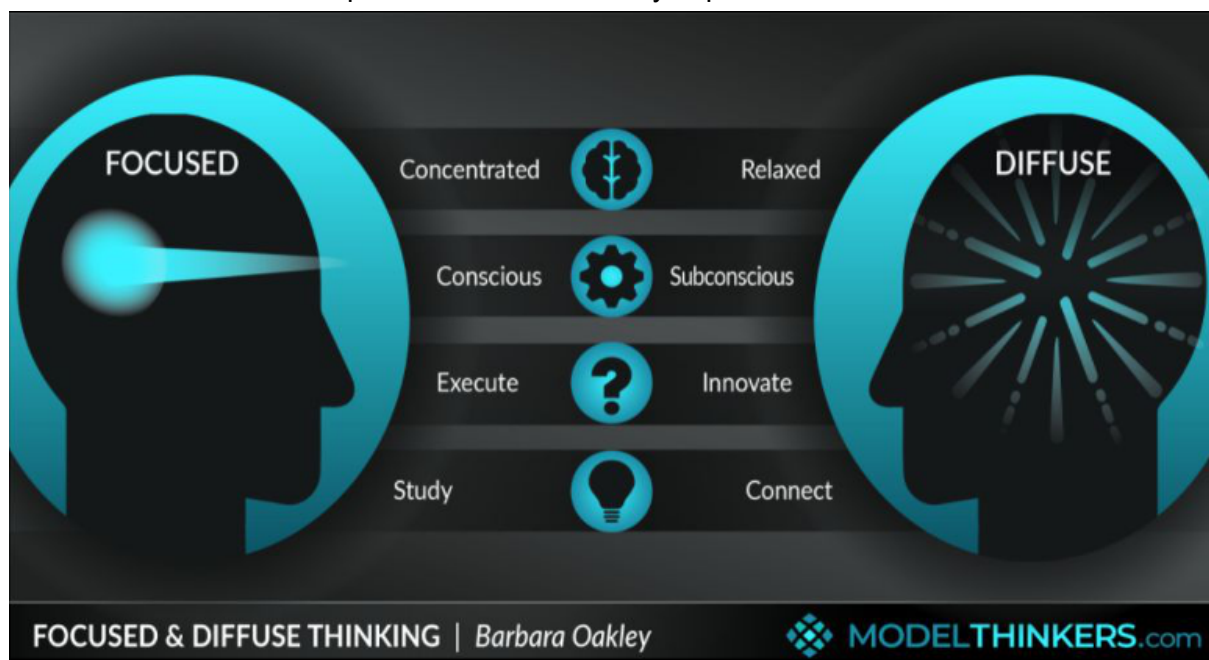 FOCUSED
DIFFUSE
Concentrated Relaxed
Conscious Subconscious
Execute Innovate
Study Connect
FOCUSED & DIFFUSE THINKING | Barbara Oakley MODELTHINKERS.com